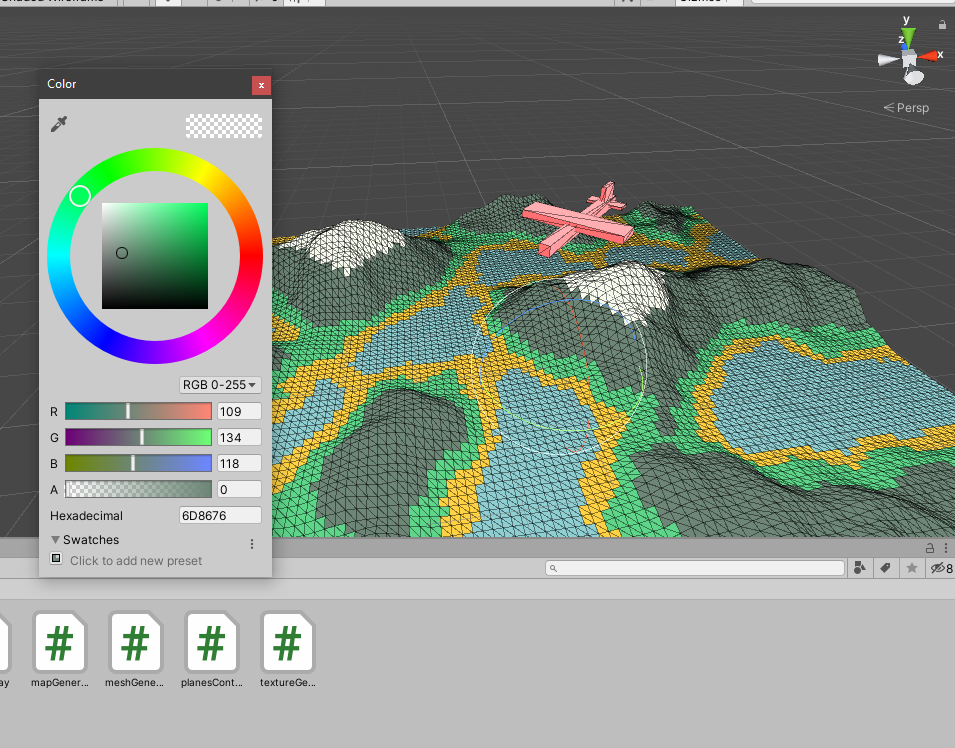 Color
x
y
z
x
< Persp
RGB 0-255
R 109
G 134
B 118
A 0
Hexadecimal 6D8676
Swatches
Click to add new preset
8
ay
mapGener...
meshGene...
planesCont...
textureGe...